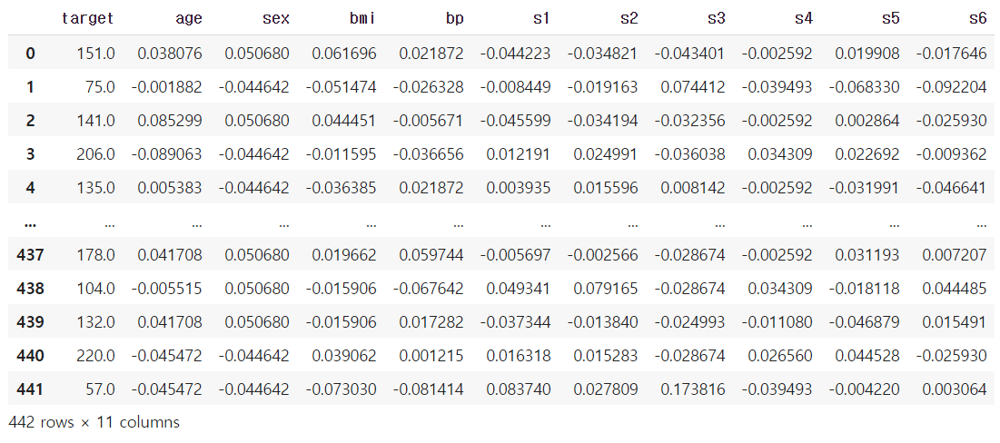 target age sex bmi bp s1 s2 s3 s4 s5 s6
0 151.0 0.038076 0.050680 0.061696 0.021872 -0.044223 -0.034821 -0.043401 -0.002592 0.019908 -0.017646
1 75.0 -0.001882 -0.044642 -0.051474 -0.026328 -0.008449 -0.019163 0.074412 -0.039493 -0.068330 -0.092204
2 141.0 0.085299 0.050680 0.044451 -0.005671 -0.045599 -0.034194 -0.032356 -0.002592 0.002864 -0.025930
3 206.0 -0.089063 -0.044642 -0.011595 -0.036656 0.012191 0.024991 -0.036038 0.034309 0.022692 -0.009362
4 135.0 0.005383 -0.044642 -0.036385 0.021872 0.003935 0.015596 0.008142 -0.002592 -0.031991 -0.046641
... ... ... ... ... ... ... ... ... ... ... ...
437 178.0 0.041708 0.050680 0.019662 0.059744 -0.005697 -0.002566 -0.028674 -0.002592 0.031193 0.007207
438 104.0 -0.005515 0.050680 -0.015906 -0.067642 0.049341 0.079165 -0.028674 0.034309 -0.018118 0.044485
439 132.0 0.041708 0.050680 -0.015906 0.017282 -0.037344 -0.013840 -0.024993 -0.011080 -0.046879 0.015491
440 220.0 -0.045472 -0.044642 0.039062 0.001215 0.016318 0.015283 -0.028674 0.026560 0.044528 -0.025930
441 57.0 -0.045472 -0.044642 -0.073030 -0.081414 0.083740 0.027809 0.173816 -0.039493 -0.004220 0.003064
442 rows × 11 columns